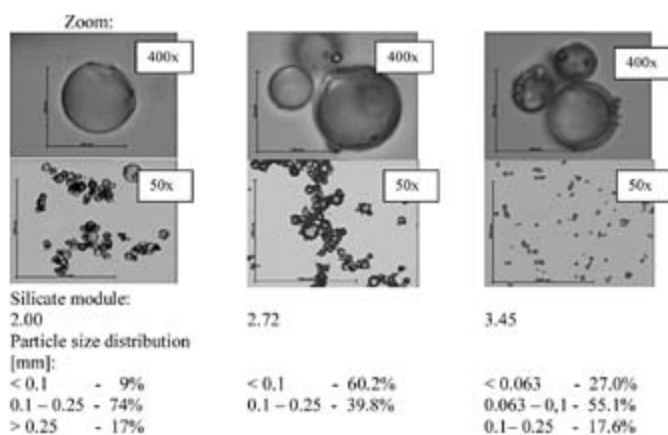 Zoom:
400x 400x 400x
50x 50x 50x
Silicate module:
2.00 2.72 3.45
Particle size distribution
[mm]:
< 0.1 - 9% < 0.1 - 60.2% < 0.063 - 27.0%
0.1 – 0.25 - 74% 0.1 – 0.25 - 39.8% 0.063 – 0,1 - 55.1%
> 0.25 - 17% 0.1– 0.25 - 17.6%